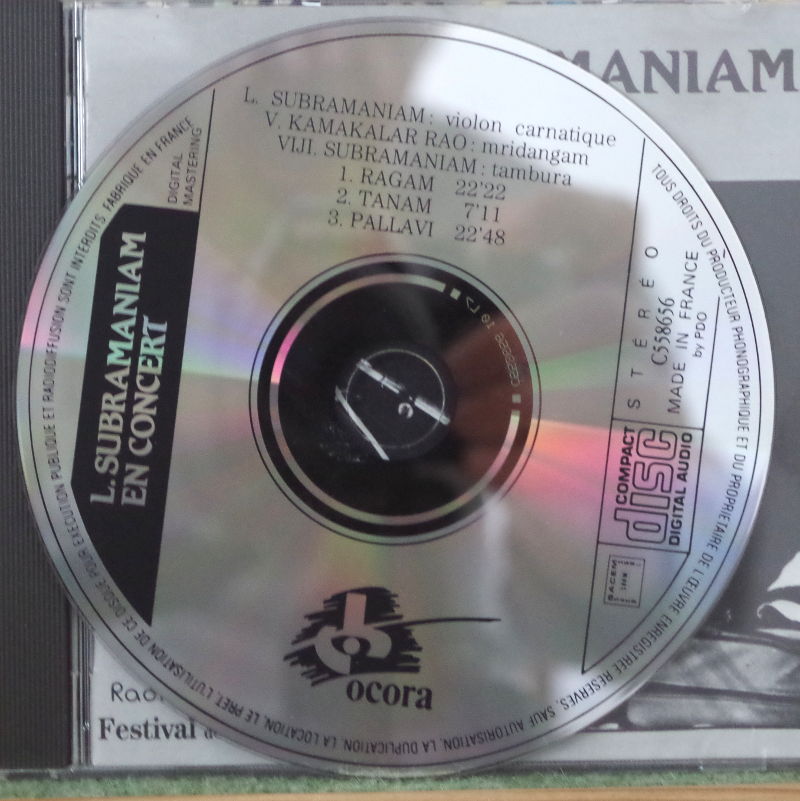 MANIAM
L. SUBRAMANIAM : violon carnatique
V. KAMAKALAR RAO : mridangam
VIJI. SUBRAMANIAM : tambura
1. RAGAM 22'22
2. TANAM 7'11
3. PALLAVI 22'48
DIGITAL
MASTERING
L. SUBRAMANIAM
EN CONCERT
STÉRÉO
C558656
MADE IN FRANCE
by PDO
COMPACT
disc
DIGITAL AUDIO
SACEM
ocora
TOUS DROITS DU PRODUCTEUR PHONOGRAPHIQUE ET DU PROPRIETAIRE DE L'ŒUVRE ENREGISTREE RESERVES. SAUF AUTORISATION, LA DUPLICATION, LA LOCATION, LE PRET, L'UTILISATION DE CE DISQUE POUR EXECUTION PUBLIQUE ET RADIODIFFUSION SONT INTERDITS. FABRIQUE EN FRANCE
Festival